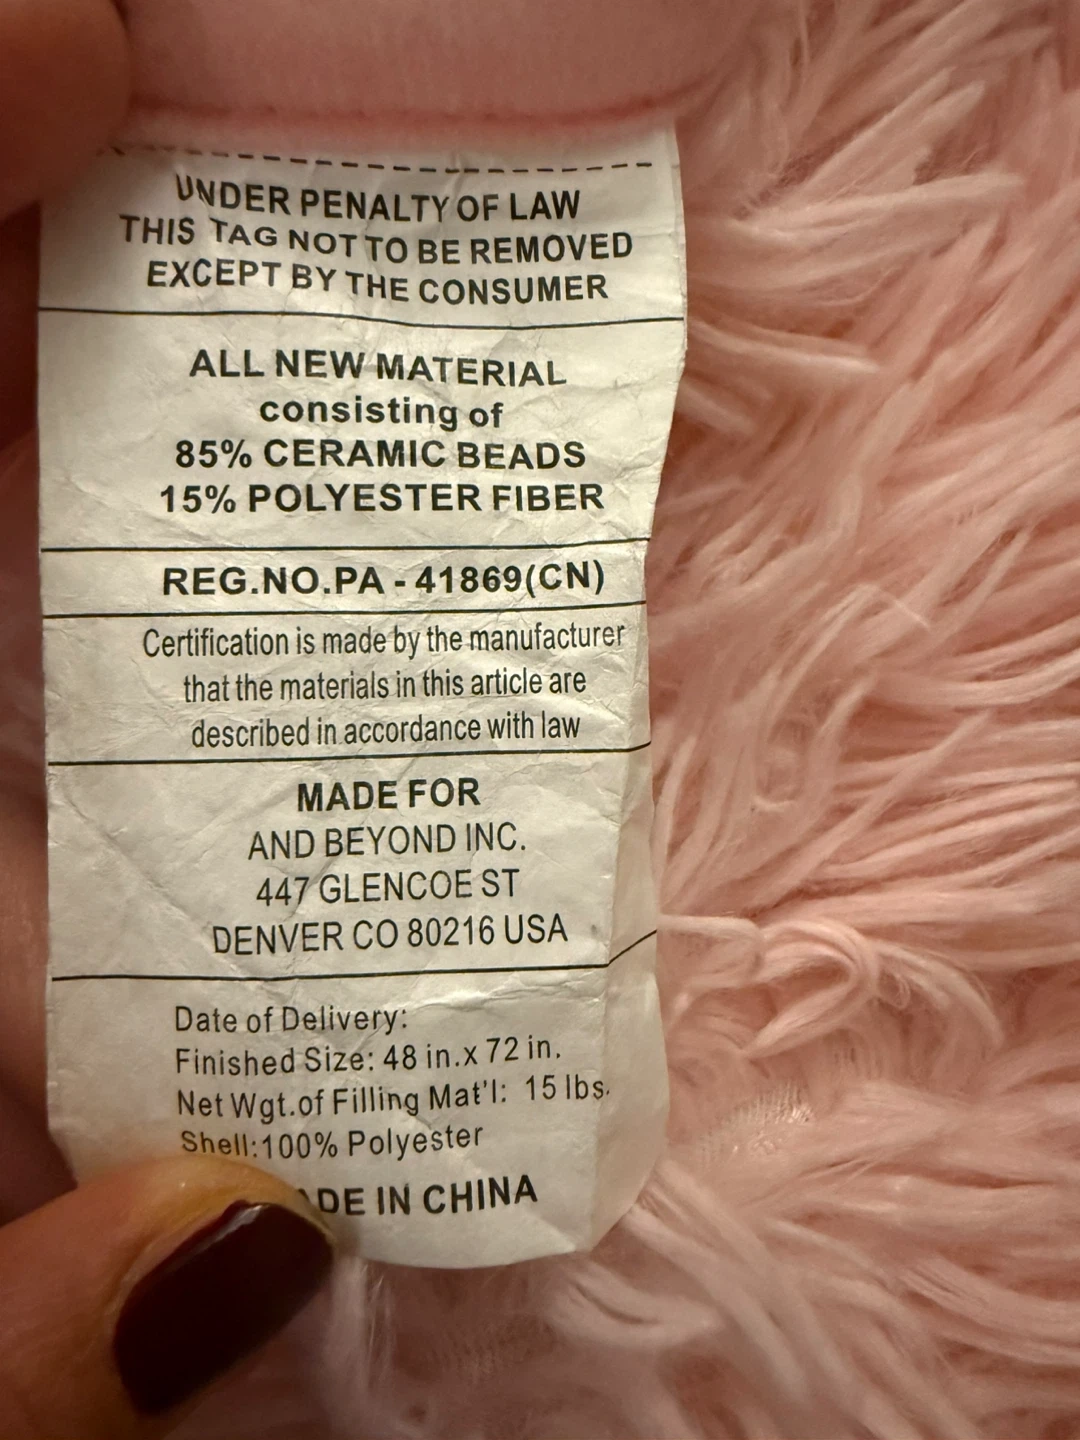 UNDER PENALTY OF LAW
THIS TAG NOT TO BE REMOVED
EXCEPT BY THE CONSUMER
ALL NEW MATERIAL
consisting of
85% CERAMIC BEADS
15% POLYESTER FIBER
REG.NO.PA - 41869(CN)
Certification is made by the manufacturer
that the materials in this article are
described in accordance with law
MADE FOR
AND BEYOND INC.
447 GLENCOE ST
DENVER CO 80216 USA
Date of Delivery:
Finished Size: 48 in.x 72 in.
Net Wgt.of Filling Mat'l: 15 lbs.
Shell:100% Polyester
DE IN CHINA